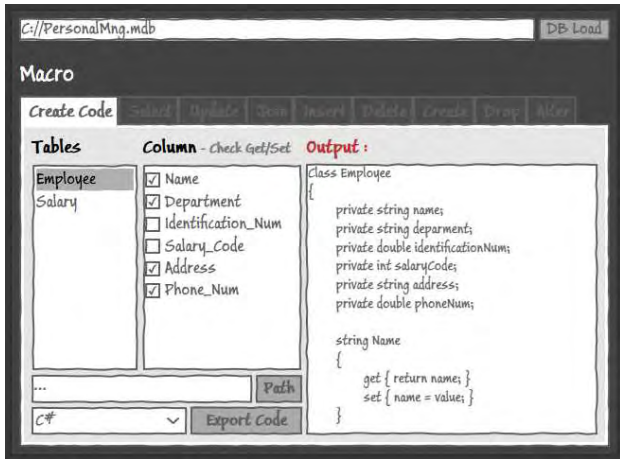 C://PersonalMng.mdb
DB Load
Macro
Create Code Select Update Join Insert Delete Create Drop Alter
Tables
Employee
Salary
Column - Check Get/Set
Name
Department
Identification_Num
Salary_Code
Address
Phone_Num
...
Path
C#
Export Code
Output :
Class Employee
{
private string name;
private string deparment;
private double identificationNum;
private int salaryCode;
private string address;
private double phoneNum;
string Name
{
get { return name; }
set { name = value; }
}